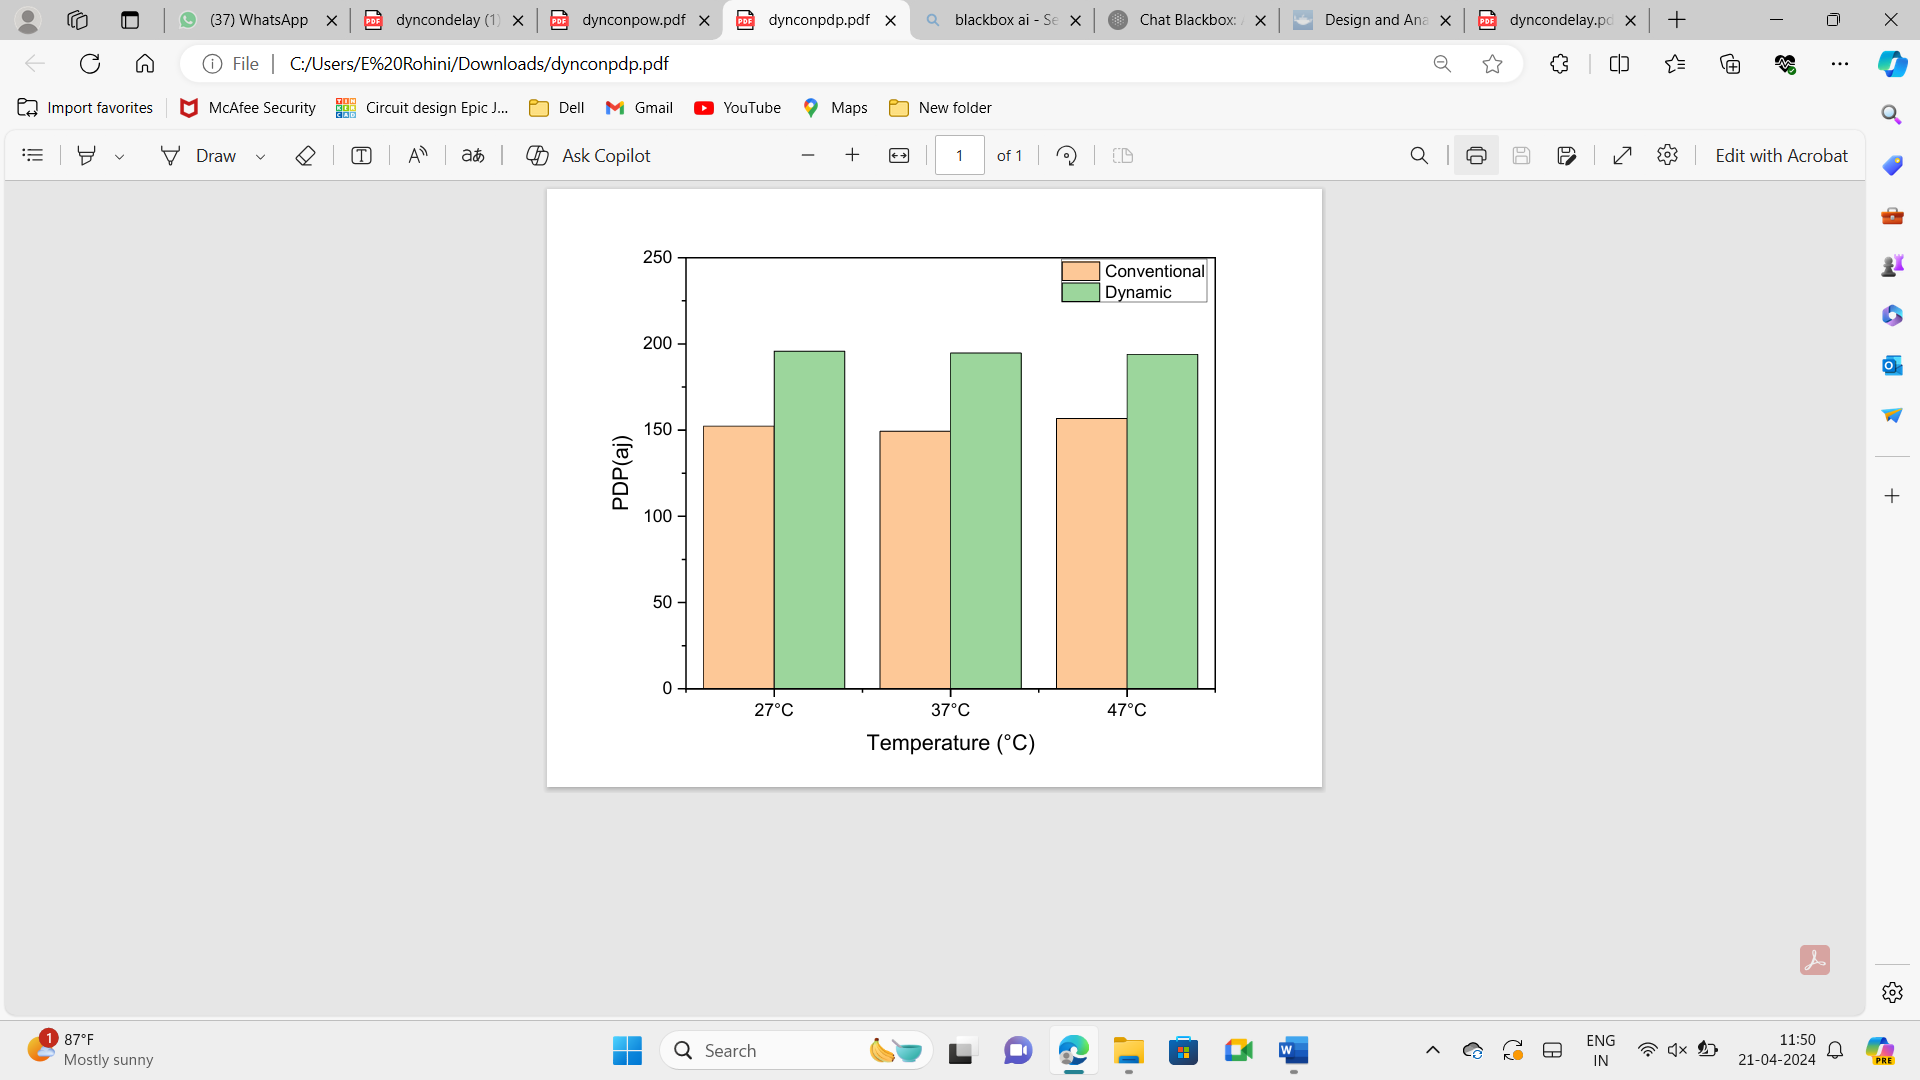 (37) WhatsApp
dyncondelay (1)
dynconpow.pdf
dynconpdp.pdf
blackbox ai - Se
Chat Blackbox: A
Design and Ana
dyncondelay.pd
File
C:/Users/E%20Rohini/Downloads/dynconpdp.pdf
Import favorites
McAfee Security
Circuit design Epic J...
Dell
Gmail
YouTube
Maps
New folder
Draw
Ask Copilot
1 of 1
Edit with Acrobat
250
200
150
100
50
0
PDP(aj)
Conventional
Dynamic
27°C
37°C
47°C
Temperature (°C)
1
87°F
Mostly sunny
Search
ENG
IN
11:50
21-04-2024
PRE